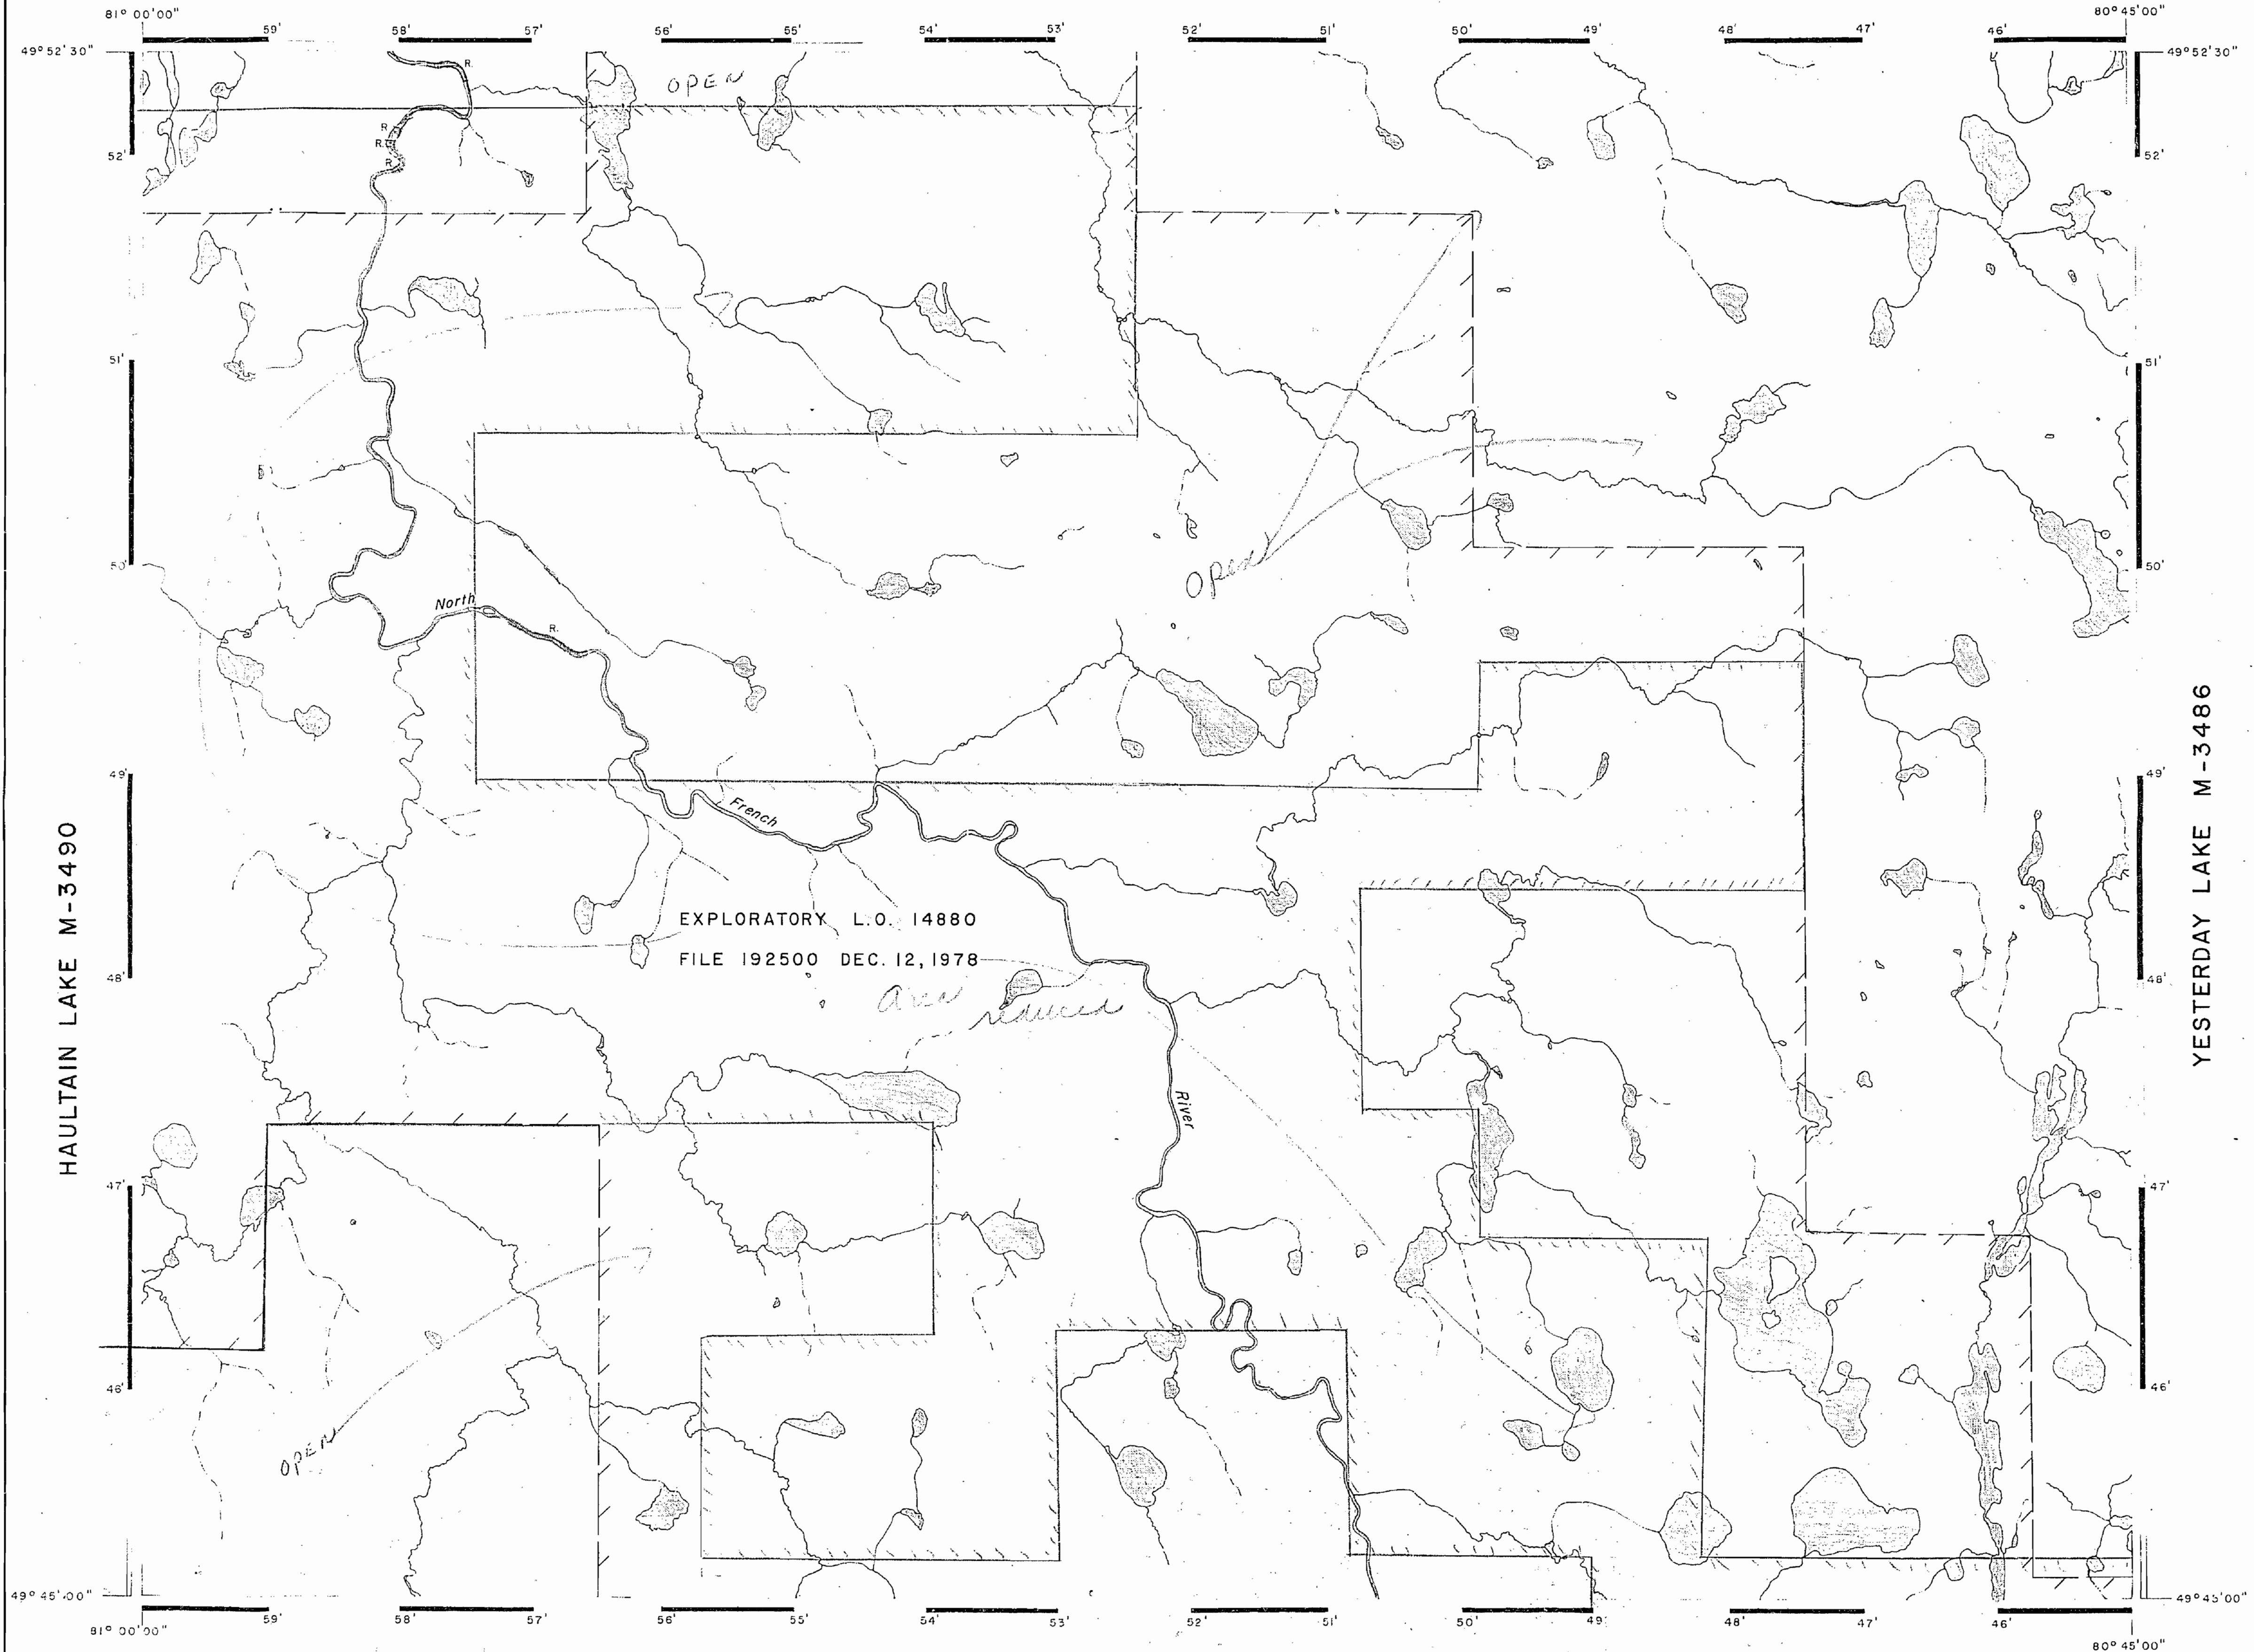 81° 00' 00"
80° 45' 00"
59' 58' 57' 56' 55' 54' 53' 52' 51' 50' 49' 48' 47' 46'
49° 52' 30"
49° 52' 30"
R.
OPEN
R.
R.
R.
52'
52'
51'
51'
Open
50'
50'
North
R.
49'
49'
French
HAULTAIN LAKE M-3490
YESTERDAY LAKE M-3486
EXPLORATORY L.O. 14880
FILE 192500 DEC. 12, 1978
48'
48'
area
reduced
River
47'
47'
46'
46'
OPEN
49° 45' 00"
49° 45' 00"
59' 58' 57' 56' 55' 54' 53' 52' 51' 50' 49' 48' 47' 46'
81° 00' 00"
80° 45' 00"